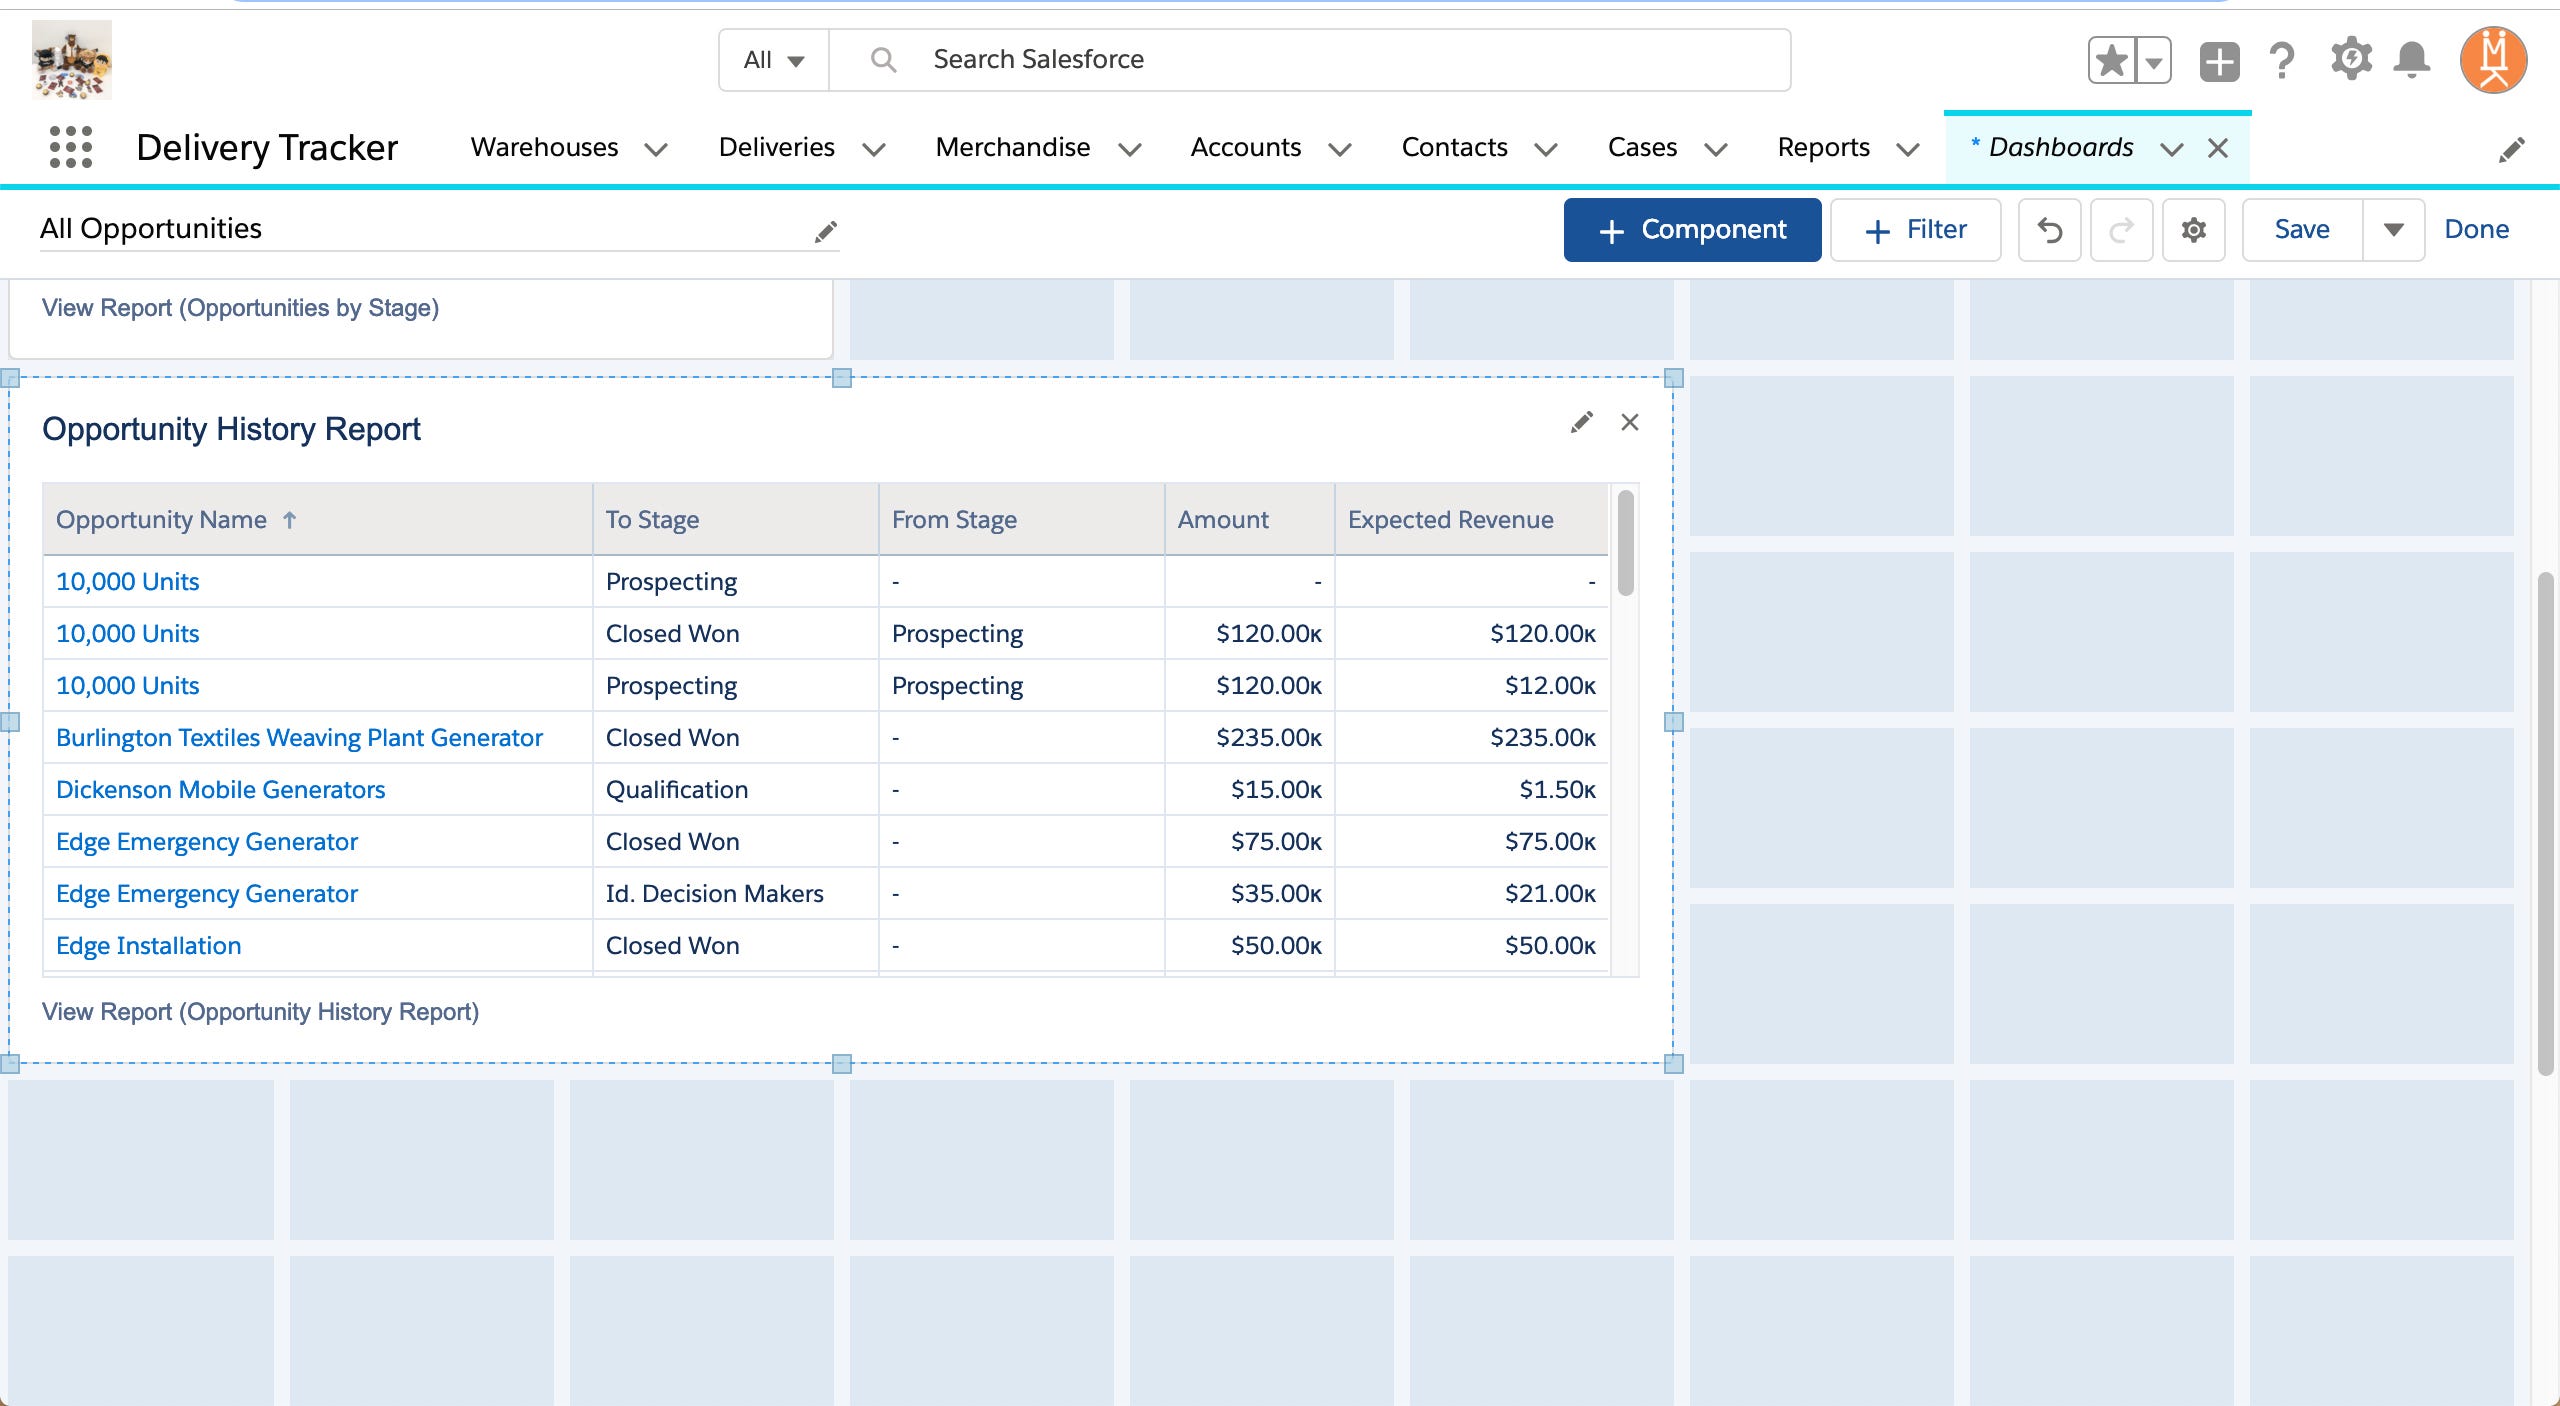 All Search Salesforce
Delivery Tracker Warehouses Deliveries Merchandise Accounts Contacts Cases Reports * Dashboards
All Opportunities + Component + Filter Save Done
View Report (Opportunities by Stage)
Opportunity History Report
Opportunity Name ↑ To Stage From Stage Amount Expected Revenue
10,000 Units Prospecting - - -
10,000 Units Closed Won Prospecting $120.00K $120.00K
10,000 Units Prospecting Prospecting $120.00K $12.00K
Burlington Textiles Weaving Plant Generator Closed Won - $235.00K $235.00K
Dickenson Mobile Generators Qualification - $15.00K $1.50K
Edge Emergency Generator Closed Won - $75.00K $75.00K
Edge Emergency Generator Id. Decision Makers - $35.00K $21.00K
Edge Installation Closed Won - $50.00K $50.00K
View Report (Opportunity History Report)